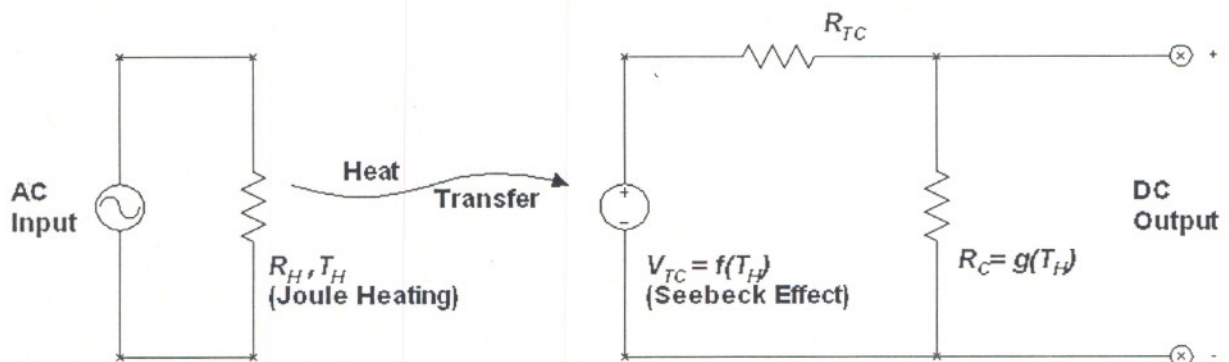 R_TC
+
AC
Input
Heat
Transfer
+
-
DC
Output
R_H, T_H
(Joule Heating)
V_TC = f(T_H)
(Seebeck Effect)
R_C = g(T_H)
-